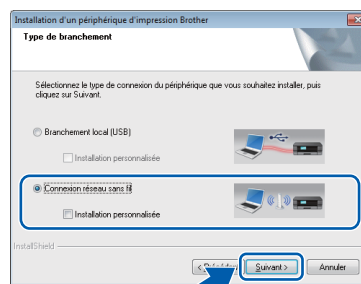 Installation d'un périphérique d'impression Brother
Type de branchement
Sélectionnez le type de connexion du périphérique que vous souhaitez installer, puis
cliquez sur Suivant.
Branchement local (USB)
Installation personnalisée
Connexion réseau sans fil
Installation personnalisée
InstallShield
Suivant >
Annuler